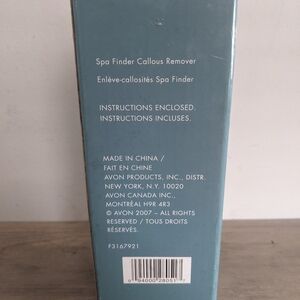 Spa Finder Callous Remover
Enlève-callosités Spa Finder
INSTRUCTIONS ENCLOSED.
INSTRUCTIONS INCLUSES.
MADE IN CHINA /
FAIT EN CHINE
AVON PRODUCTS, INC., DISTR.
NEW YORK, N.Y. 10020
AVON CANADA INC.,
MONTRÉAL H9R 4R3
© AVON 2007 – ALL RIGHTS
RESERVED / TOUS DROITS
RÉSERVÉS.
F3167921